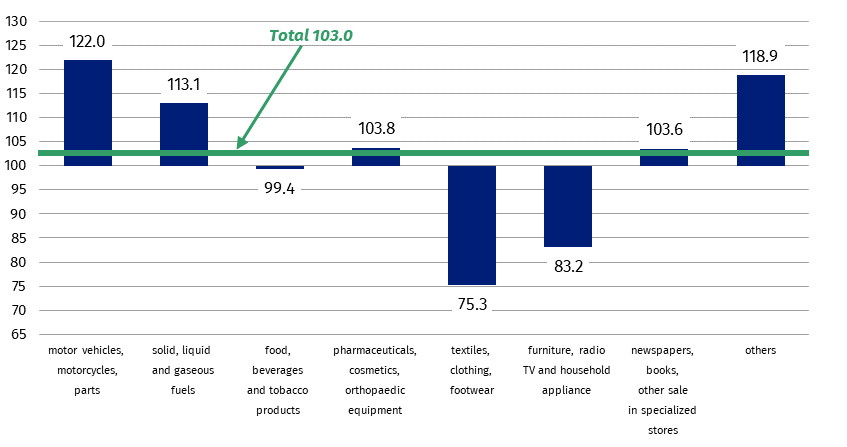 Total 103.0
130
125
120
115
110
105
100
95
90
85
80
75
70
65
122.0
113.1
99.4
103.8
75.3
83.2
103.6
118.9
motor vehicles,
motorcycles,
parts
solid, liquid
and gaseous
fuels
food,
beverages
and tobacco
products
pharmaceuticals,
cosmetics,
orthopaedic
equipment
textiles,
clothing,
footwear
furniture, radio
TV and household
appliance
newspapers,
books,
other sale
in specialized
stores
others